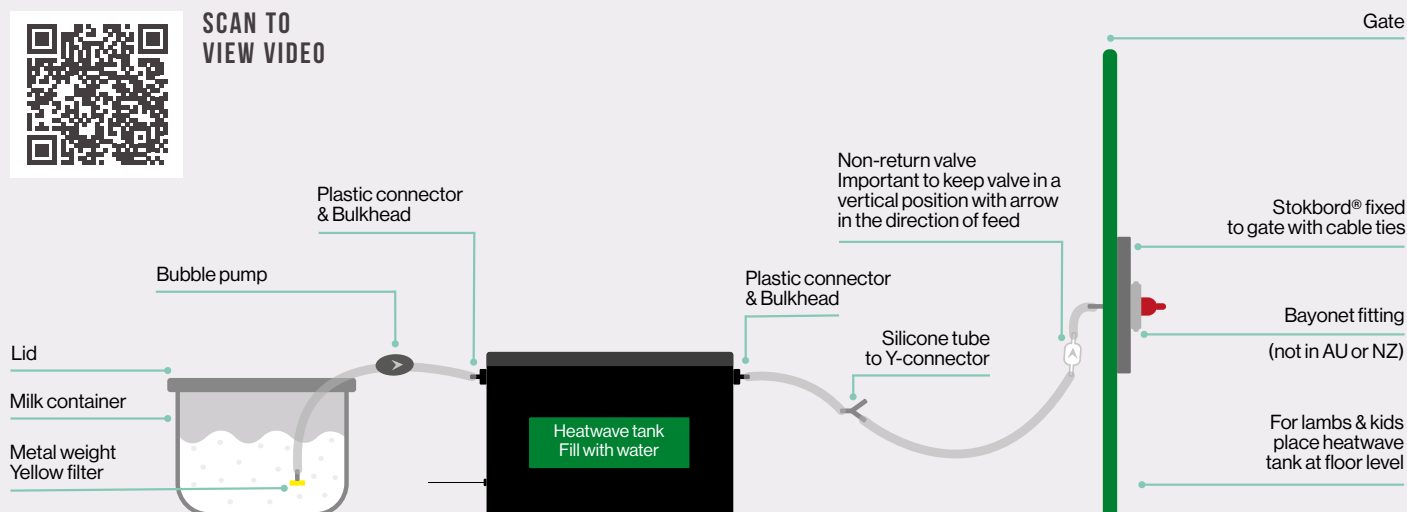 SCAN TO
VIEW VIDEO
Gate
Non-return valve
Important to keep valve in a
vertical position with arrow
in the direction of feed
Plastic connector
& Bulkhead
Stokbord® fixed
to gate with cable ties
Bubble pump
Plastic connector
& Bulkhead
Bayonet fitting
(not in AU or NZ)
Silicone tube
to Y-connector
Lid
Milk container
Metal weight
Yellow filter
Heatwave tank
Fill with water
For lambs & kids
place heatwave
tank at floor level